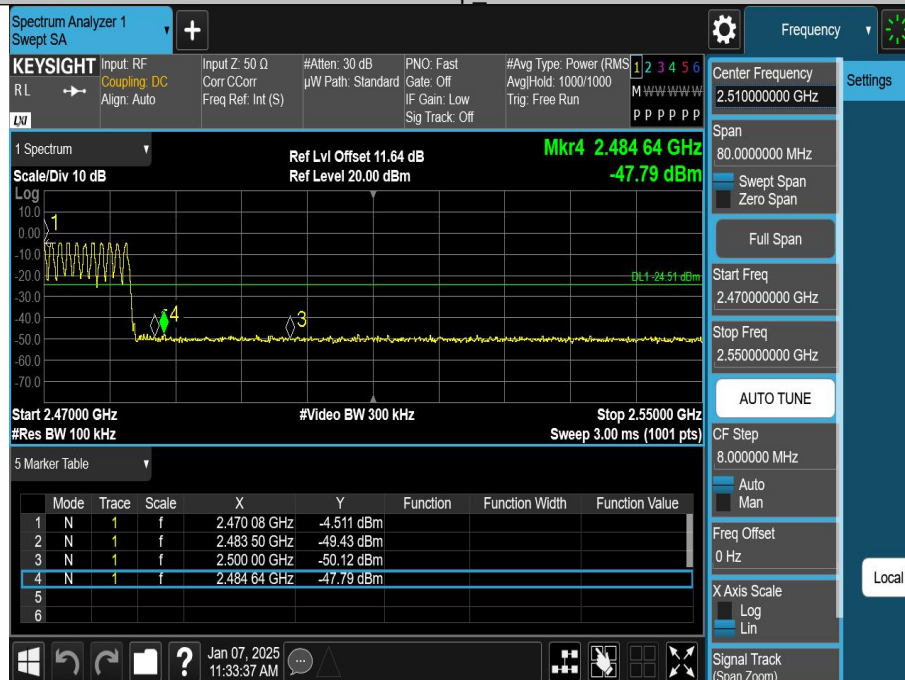 Spectrum Analyzer 1
Swept SA
Frequency
KEYSIGHT
RL
LXI
Input: RF
Coupling: DC
Align: Auto
Input Z: 50 Ω
Corr CCorr
Freq Ref: Int (S)
#Atten: 30 dB
µW Path: Standard
PNO: Fast
Gate: Off
IF Gain: Low
Sig Track: Off
#Avg Type: Power (RMS
Avg|Hold: 1000/1000
Trig: Free Run
1 2 3 4 5 6
M W W W W W
P P P P P P
1 Spectrum
Scale/Div 10 dB
Ref Lvl Offset 11.64 dB
Ref Level 20.00 dBm
Mkr4 2.484 64 GHz
-47.79 dBm
Log
10.0
0.00
-10.0
-20.0
-30.0
-40.0
-50.0
-60.0
-70.0
1
4
3
DL1 -24.51 dBm
Start 2.47000 GHz
#Video BW 300 kHz
Stop 2.55000 GHz
#Res BW 100 kHz
Sweep 3.00 ms (1001 pts)
5 Marker Table
Mode Trace Scale X Y Function Function Width Function Value
1 N 1 f 2.470 08 GHz -4.511 dBm
2 N 1 f 2.483 50 GHz -49.43 dBm
3 N 1 f 2.500 00 GHz -50.12 dBm
4 N 1 f 2.484 64 GHz -47.79 dBm
5
6
?
Jan 07, 2025
11:33:37 AM
Center Frequency
2.510000000 GHz
Settings
Span
80.0000000 MHz
Swept Span
Zero Span
Full Span
Start Freq
2.470000000 GHz
Stop Freq
2.550000000 GHz
AUTO TUNE
CF Step
8.000000 MHz
Auto
Man
Freq Offset
0 Hz
X Axis Scale
Log
Lin
Local
Signal Track
(Span Zoom)